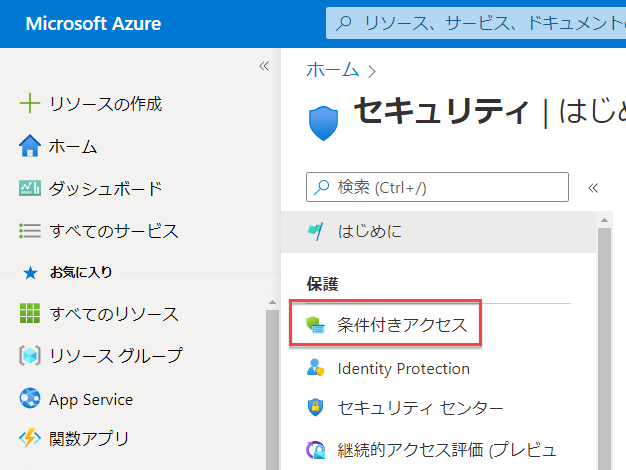 Microsoft Azure
リソース、サービス、ドキュメントの
«
ホーム >
セキュリティ | はじめ
リソースの作成
ホーム
ダッシュボード
すべてのサービス
お気に入り
すべてのリソース
リソース グループ
App Service
関数アプリ
検索 (Ctrl+/)
«
はじめに
保護
条件付きアクセス
Identity Protection
セキュリティ センター
継続的アクセス評価 (プレビュ